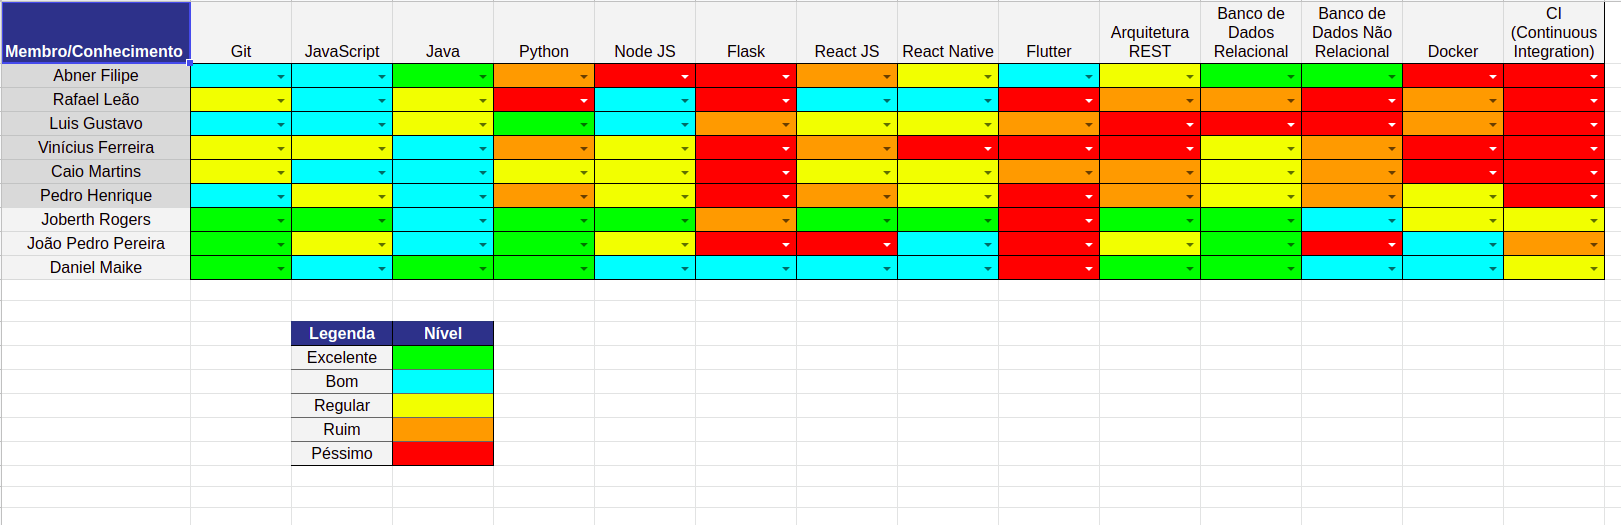 Membro/Conhecimento
Git
JavaScript
Java
Python
Node JS
Flask
React JS
React Native
Flutter
Arquitetura
REST
Banco de
Dados
Relacional
Banco de
Dados Não
Relacional
Docker
CI
(Continuous
Integration)
Abner Filipe
Rafael Leão
Luis Gustavo
Vinícius Ferreira
Caio Martins
Pedro Henrique
Joberth Rogers
João Pedro Pereira
Daniel Maike
Legenda Nível
Excelente
Bom
Regular
Ruim
Péssimo